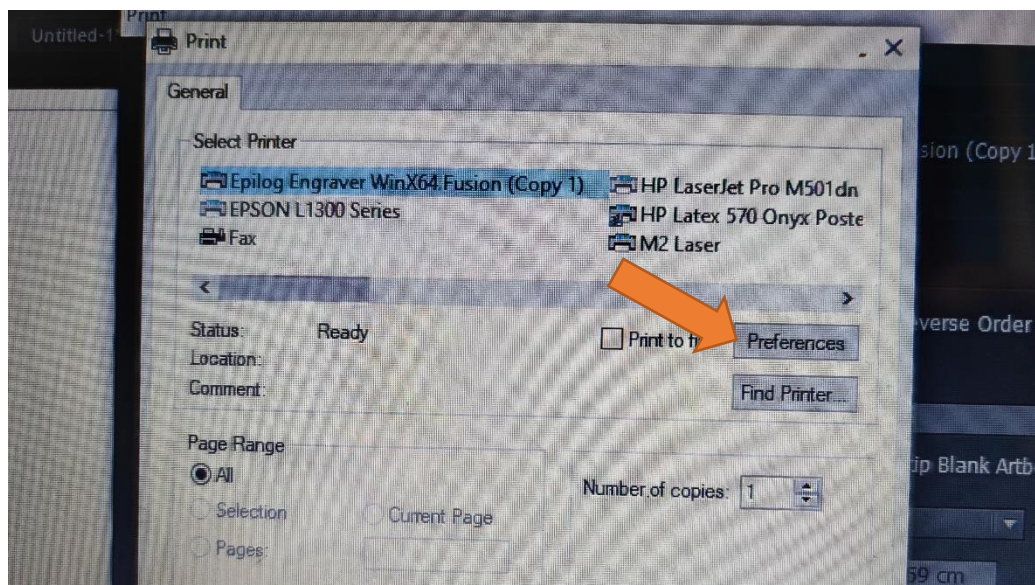 Print
Untitled-1
Print
General
Select Printer
Epilog Engraver WinX64 Fusion (Copy 1)
EPSON L1300 Series
Fax
HP LaserJet Pro M501dn
HP Latex 570 Onyx Poste
M2 Laser
Status: Ready
Location:
Comment:
Print to
Preferences
Find Printer...
Page Range
All
Selection
Current Page
Pages:
Number of copies: 1
sion (Copy 1
verse Order
ip Blank Artb
59 cm